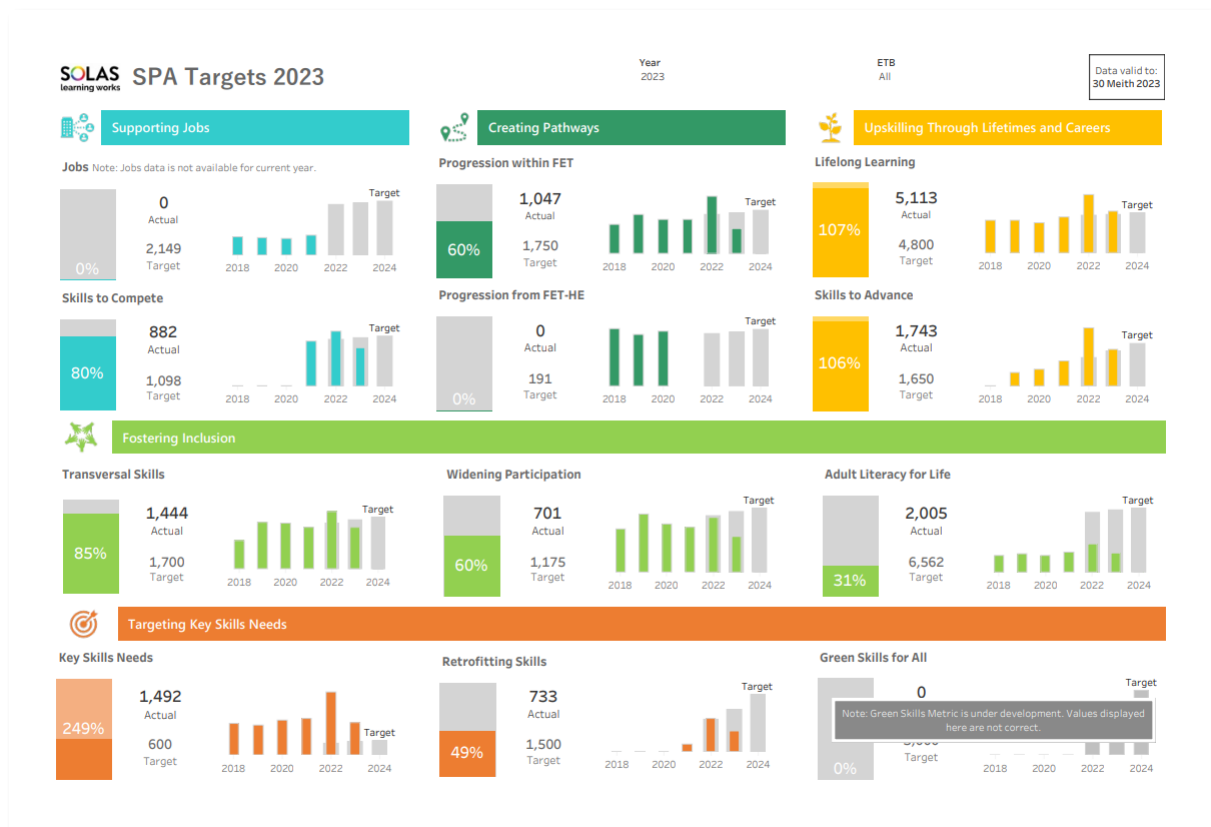 SOLAS
learning works
SPA Targets 2023
Year
2023
ETB
All
Data valid to:
30 Meith 2023
Supporting Jobs
Creating Pathways
Upskilling Through Lifetimes and Careers
Jobs Note: Jobs data is not available for current year.
0%
0
Actual
2,149
Target
Target
2018 2020 2022 2024
Progression within FET
60%
1,047
Actual
1,750
Target
Target
2018 2020 2022 2024
Lifelong Learning
107%
5,113
Actual
4,800
Target
Target
2018 2020 2022 2024
Skills to Compete
80%
882
Actual
1,098
Target
Target
2018 2020 2022 2024
Progression from FET-HE
0%
0
Actual
191
Target
Target
2018 2020 2022 2024
Skills to Advance
106%
1,743
Actual
1,650
Target
Target
2018 2020 2022 2024
Fostering Inclusion
Transversal Skills
85%
1,444
Actual
1,700
Target
Target
2018 2020 2022 2024
Widening Participation
60%
701
Actual
1,175
Target
Target
2018 2020 2022 2024
Adult Literacy for Life
31%
2,005
Actual
6,562
Target
Target
2018 2020 2022 2024
Targeting Key Skills Needs
Key Skills Needs
249%
1,492
Actual
600
Target
Target
2018 2020 2022 2024
Retrofitting Skills
49%
733
Actual
1,500
Target
Target
2018 2020 2022 2024
Green Skills for All
0%
0
Note: Green Skills Metric is under development. Values displayed
here are not correct.
Target
Target
2018 2020 2022 2024